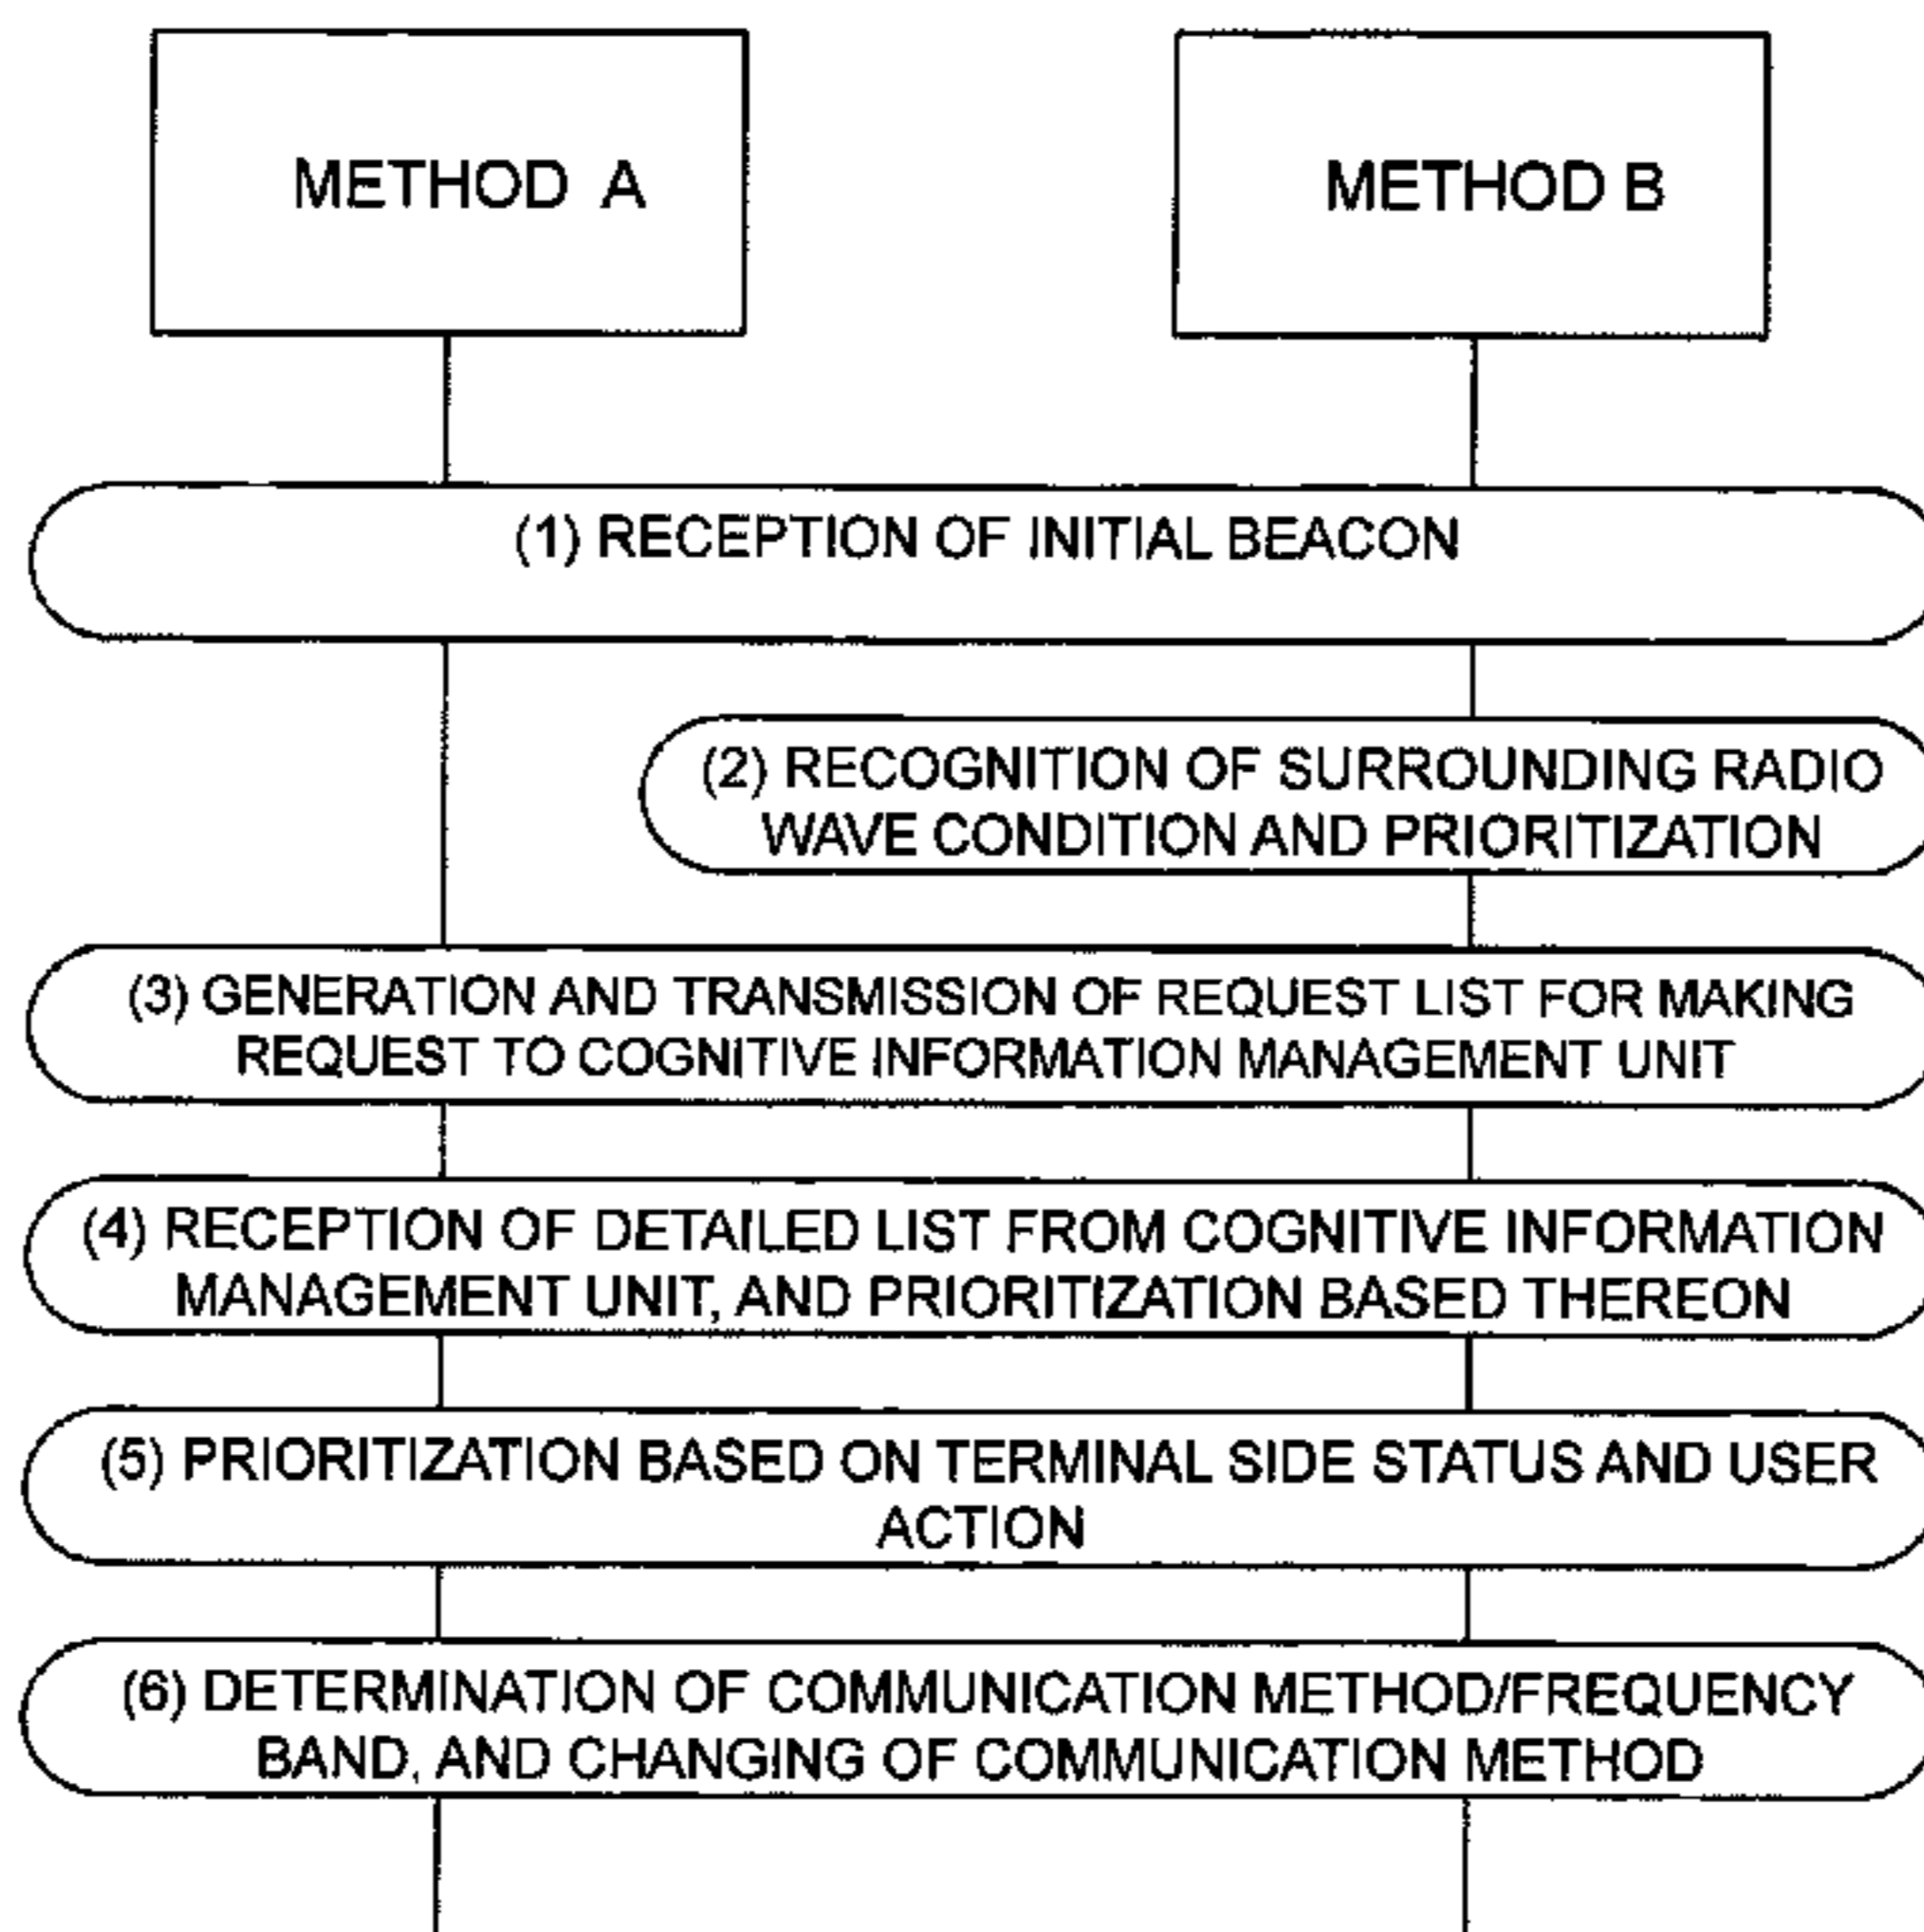 METHOD A
METHOD B
(1) RECEPTION OF INITIAL BEACON
(2) RECOGNITION OF SURROUNDING RADIO
WAVE CONDITION AND PRIORITIZATION
(3) GENERATION AND TRANSMISSION OF REQUEST LIST FOR MAKING
REQUEST TO COGNITIVE INFORMATION MANAGEMENT UNIT
(4) RECEPTION OF DETAILED LIST FROM COGNITIVE INFORMATION
MANAGEMENT UNIT, AND PRIORITIZATION BASED THEREON
(5) PRIORITIZATION BASED ON TERMINAL SIDE STATUS AND USER
ACTION
(6) DETERMINATION OF COMMUNICATION METHOD/FREQUENCY
BAND, AND CHANGING OF COMMUNICATION METHOD